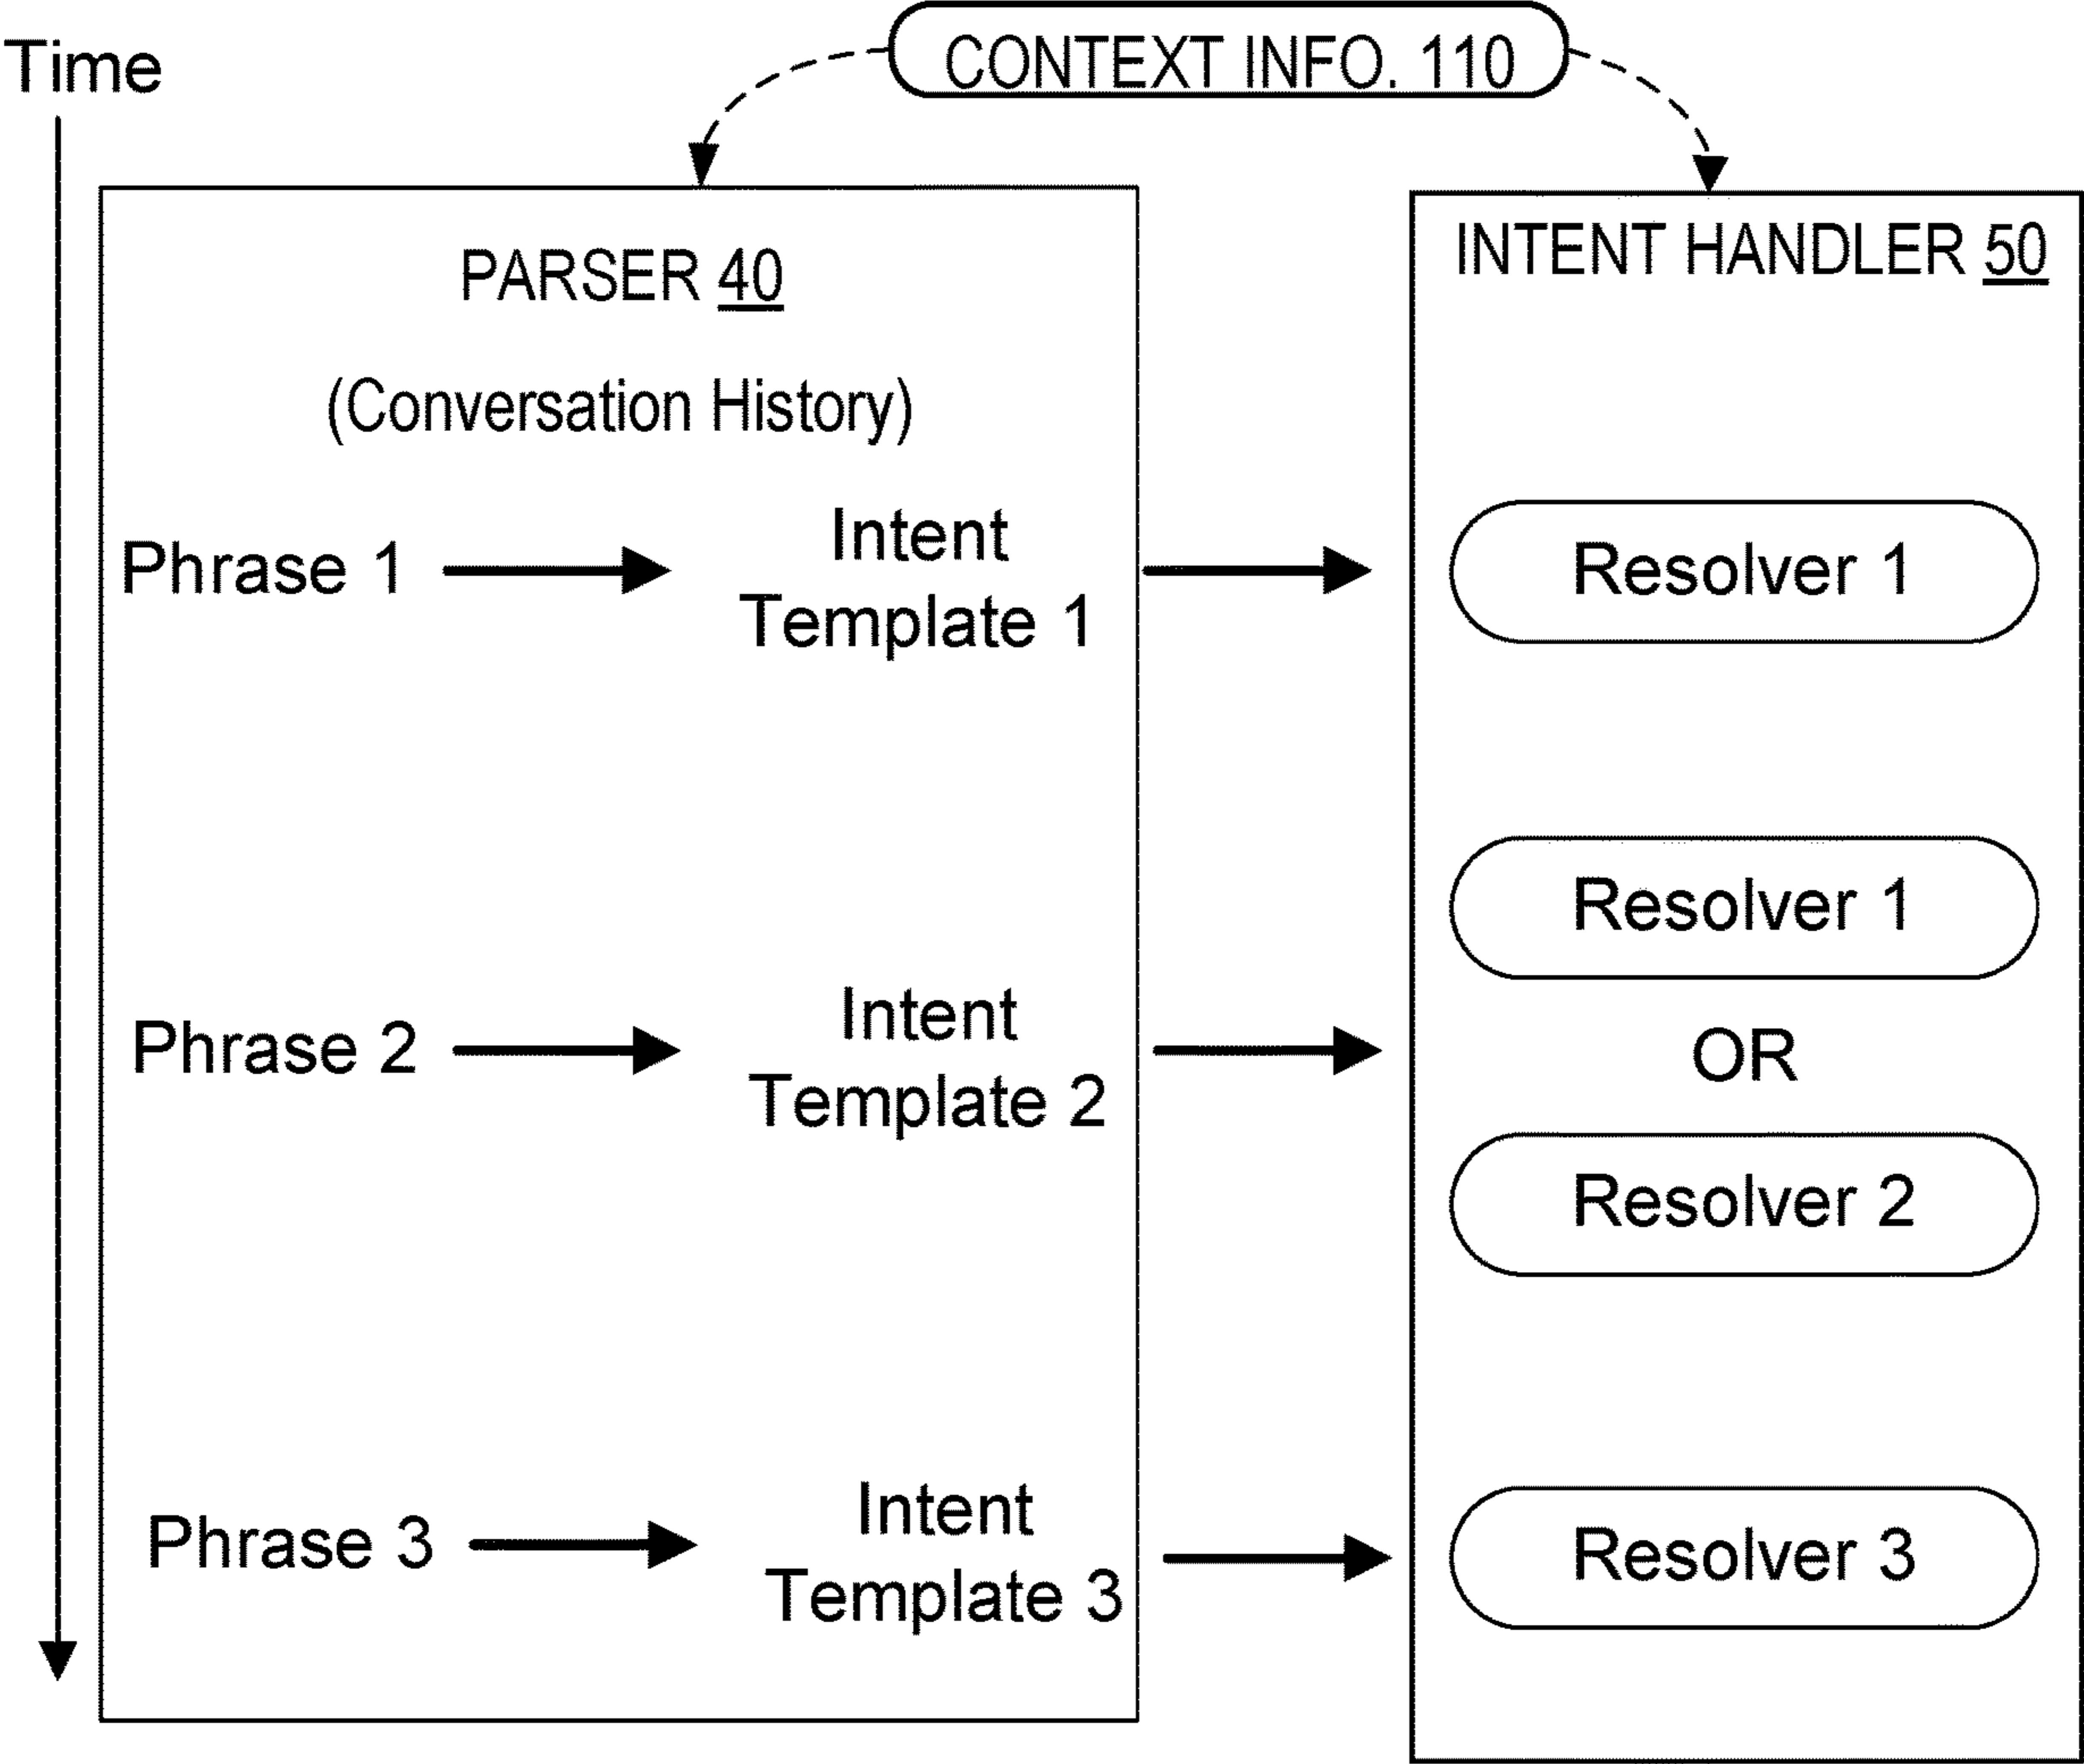 CONTEXT INFO. 110
Time
PARSER 40
(Conversation History)
INTENT HANDLER 50
Phrase 1
Intent
Template 1
Resolver 1
Phrase 2
Intent
Template 2
Resolver 1
OR
Resolver 2
Phrase 3
Intent
Template 3
Resolver 3